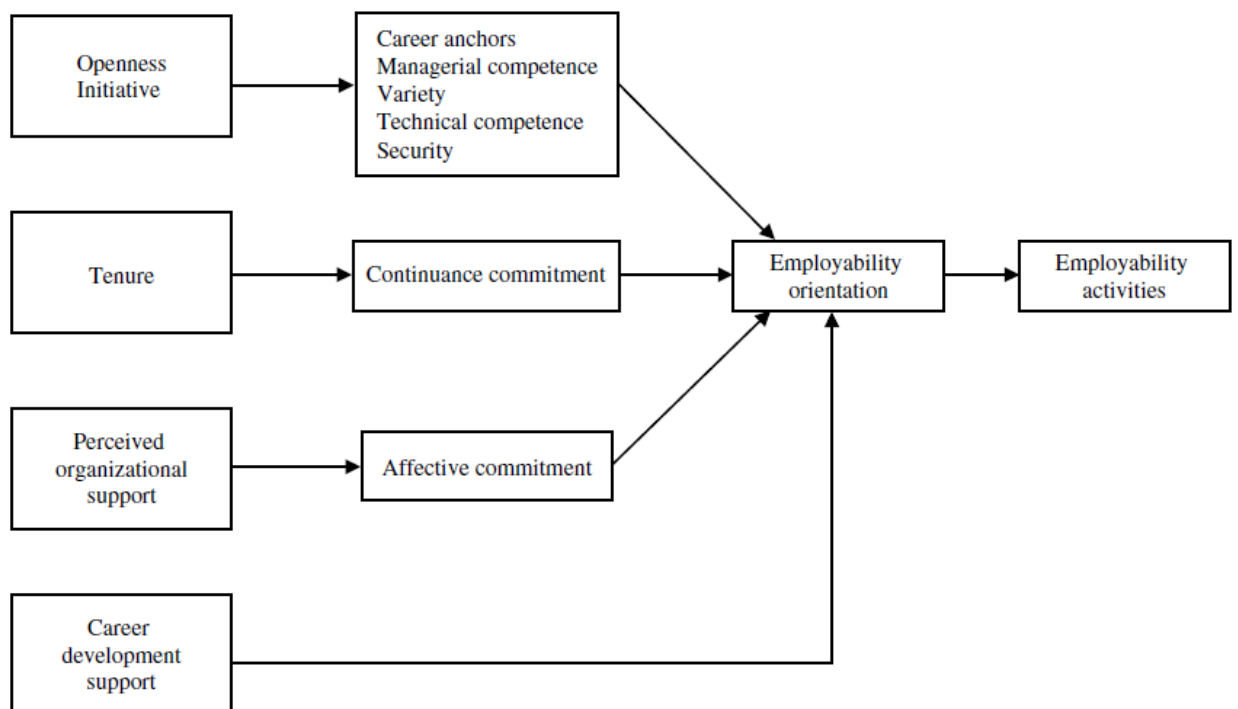 Openness
Initiative
Career anchors
Managerial competence
Variety
Technical competence
Security
Tenure
Continuance commitment
Employability
orientation
Employability
activities
Perceived
organizational
support
Affective commitment
Career
development
support